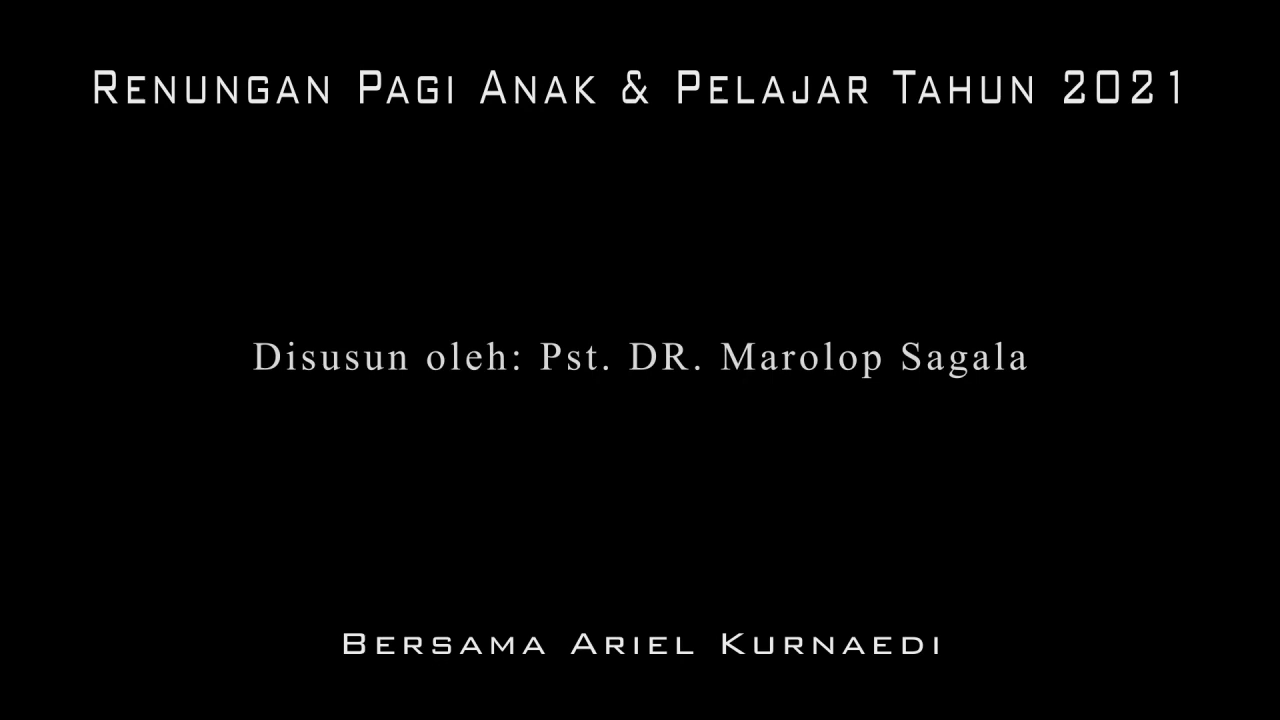 Renungan Pagi Anak & Pelajar Tahun 2021
Disusun oleh: Pst. DR. Marolop Sagala
Bersama Ariel Kurnaedi